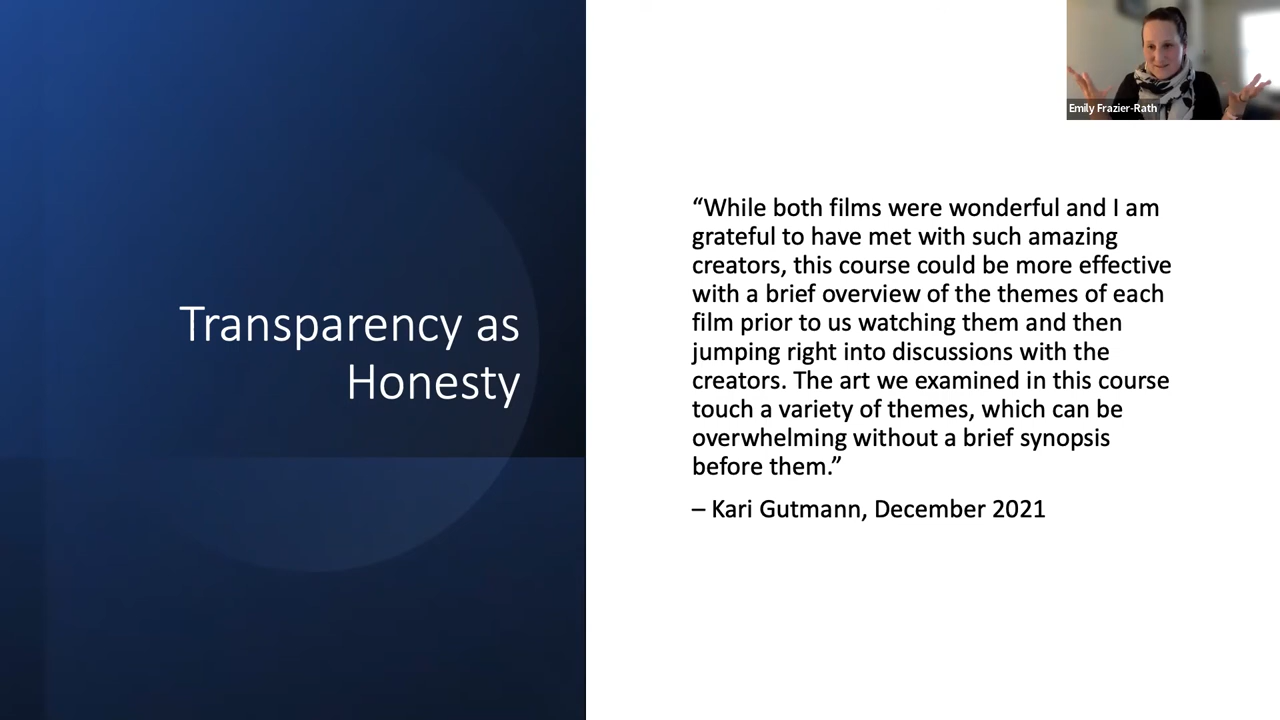 Emily Frazier-Rath
Transparency as
Honesty
“While both films were wonderful and I am
grateful to have met with such amazing
creators, this course could be more effective
with a brief overview of the themes of each
film prior to us watching them and then
jumping right into discussions with the
creators. The art we examined in this course
touch a variety of themes, which can be
overwhelming without a brief synopsis
before them.”
– Kari Gutmann, December 2021